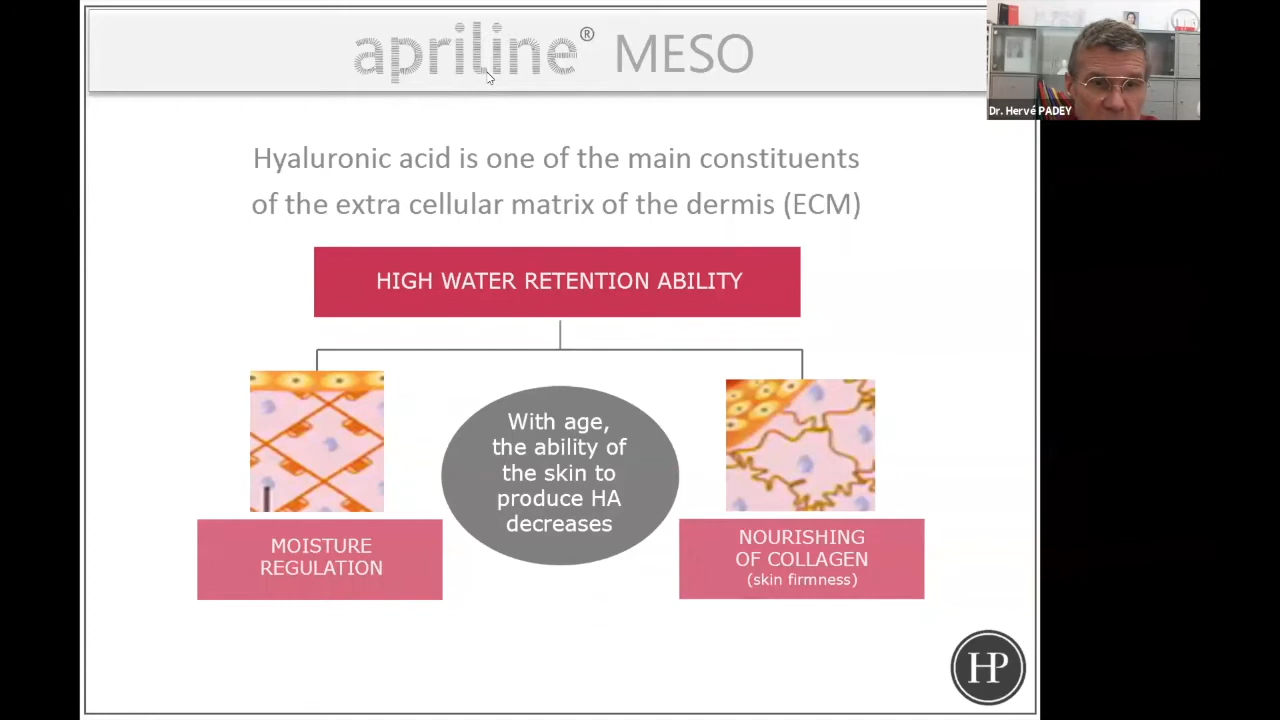 apriline® MESO
Dr. Hervé PADEY
Hyaluronic acid is one of the main constituents
of the extra cellular matrix of the dermis (ECM)
HIGH WATER RETENTION ABILITY
With age,
the ability of
the skin to
produce HA
decreases
MOISTURE
REGULATION
NOURISHING
OF COLLAGEN
(skin firmness)
HP